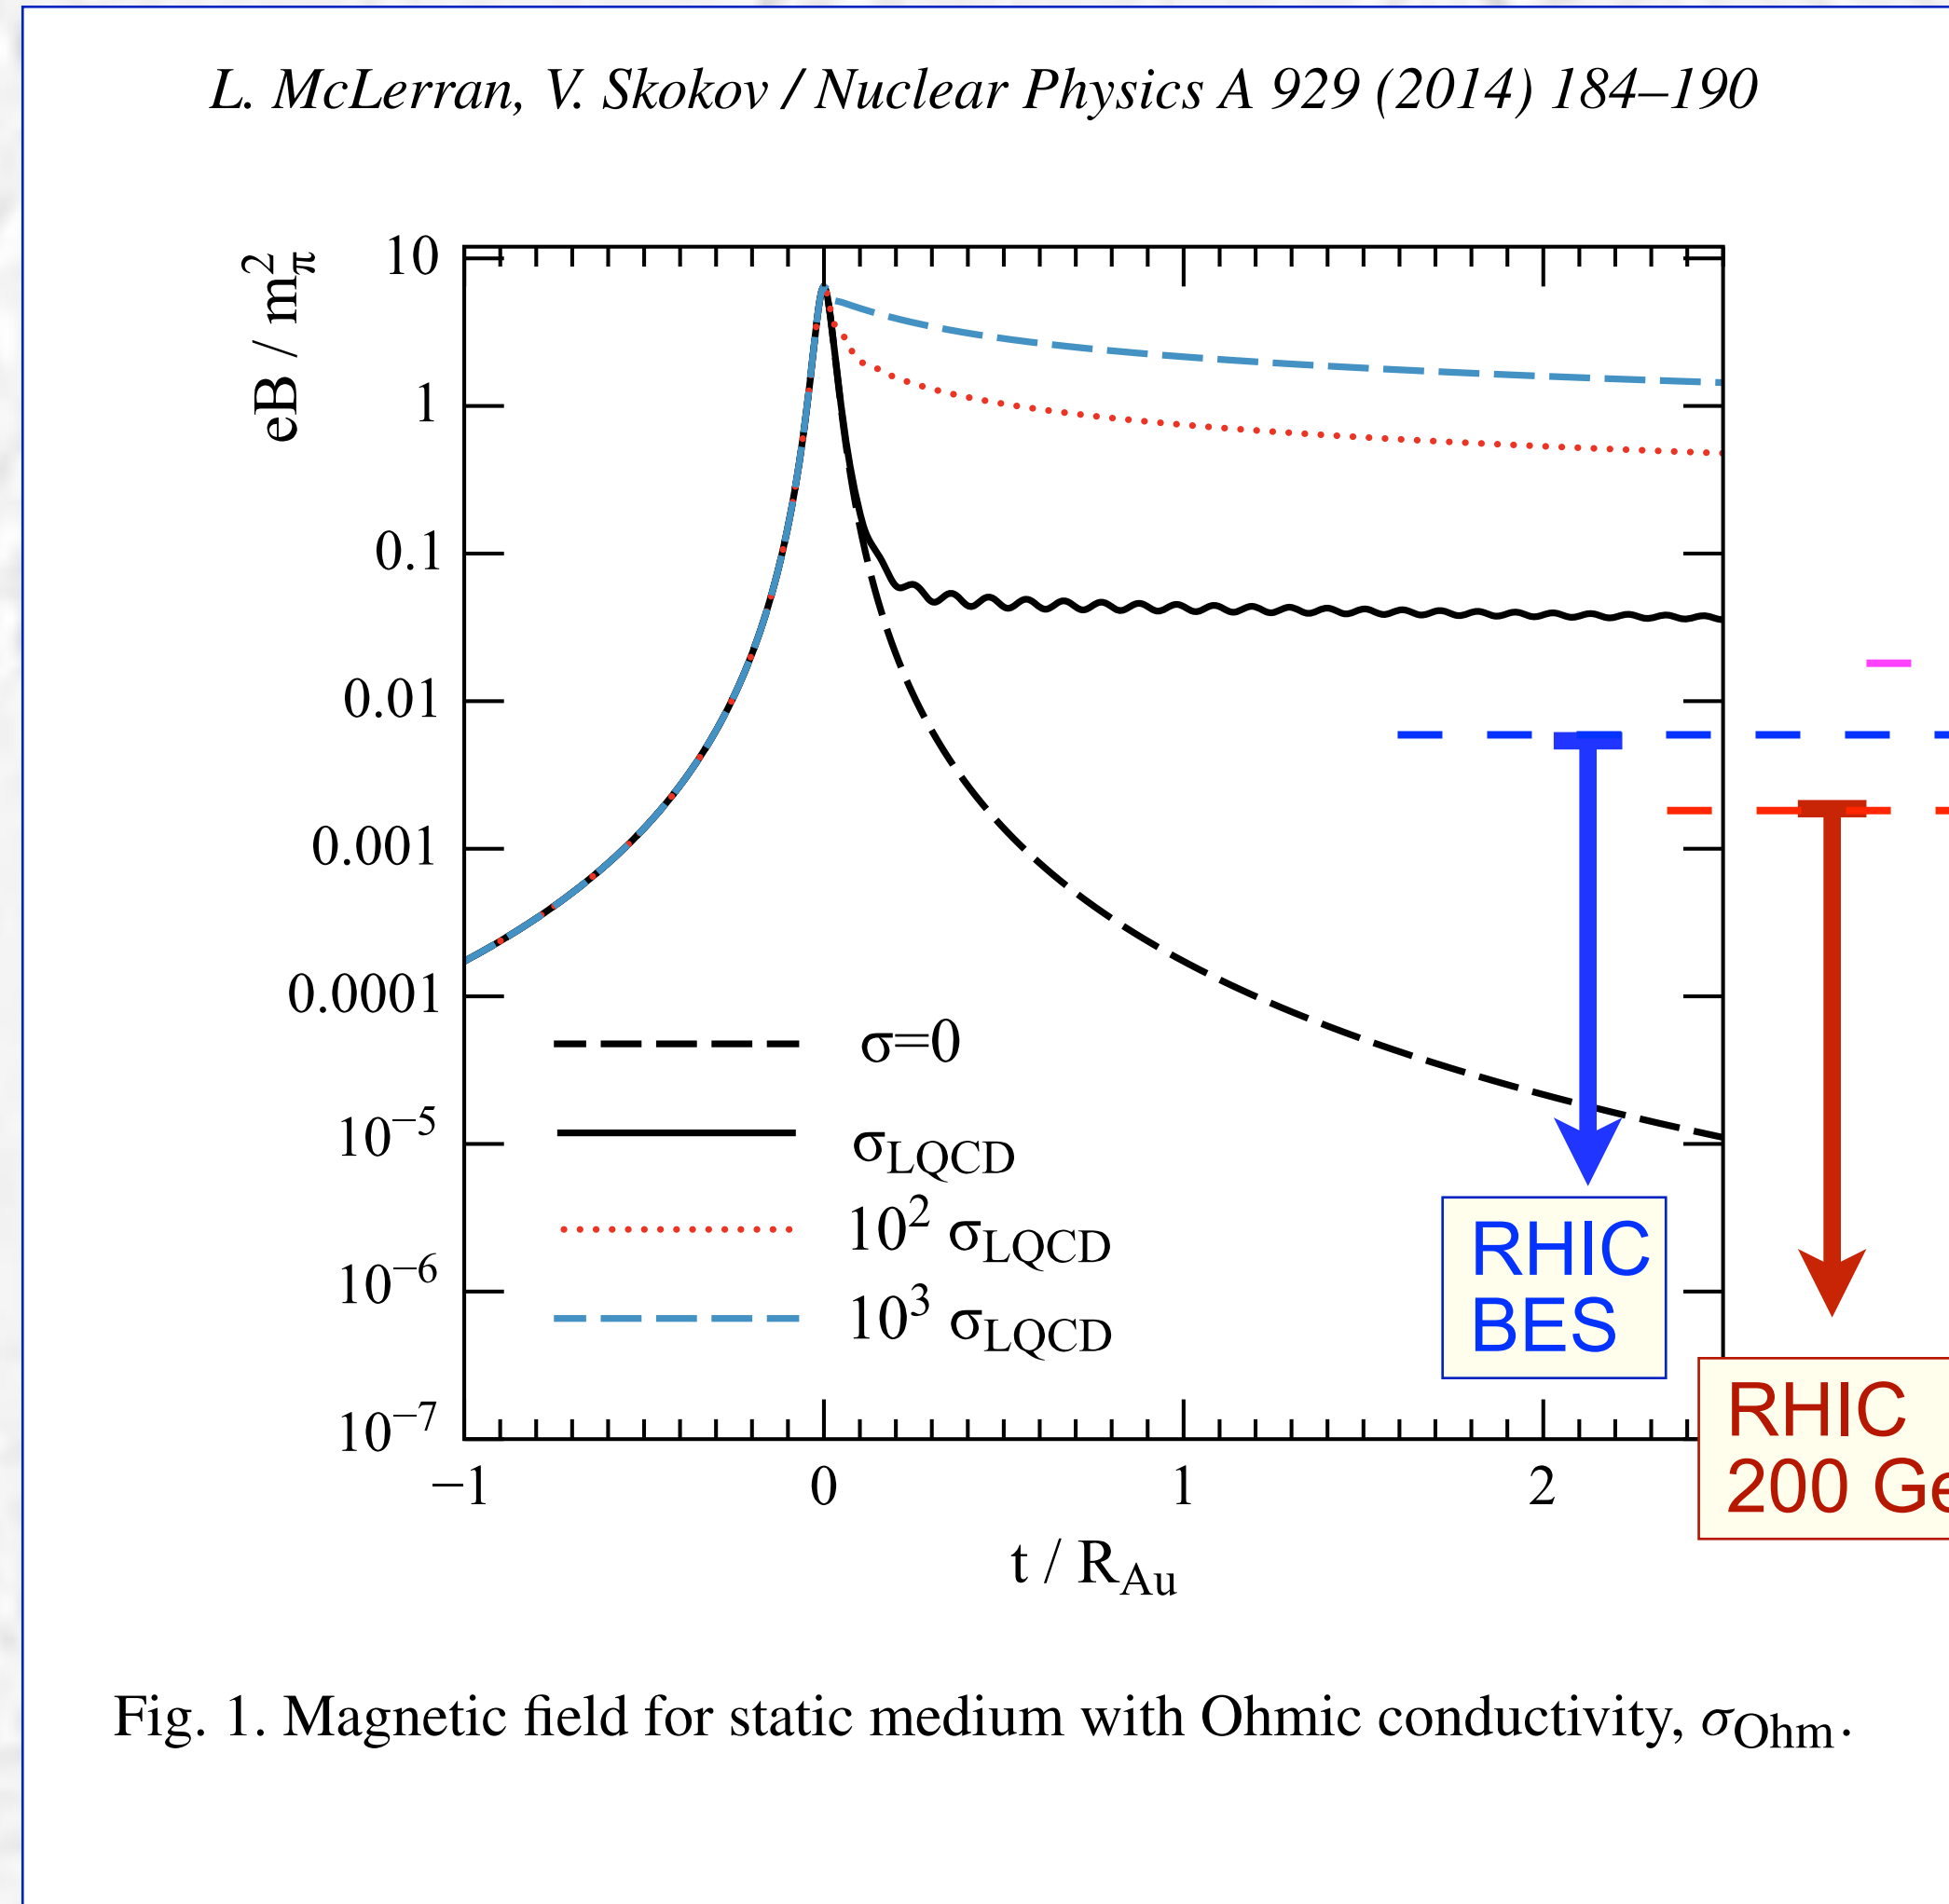 L. McLerran, V. Skokov / Nuclear Physics A 929 (2014) 184–190
eB / m²π
10
1
0.1
0.01
0.001
0.0001
10⁻⁵
10⁻⁶
10⁻⁷
σ=0
σLQCD
10² σLQCD
10³ σLQCD
RHIC
BES
RHIC
200 Ge
−1 0 1 2
t / RAu
Fig. 1. Magnetic field for static medium with Ohmic conductivity, σOhm.